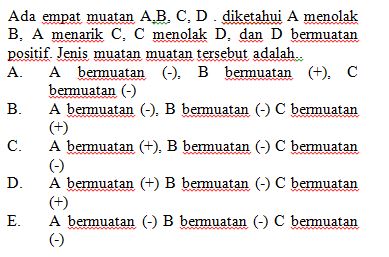 Ada empat muatan A,B, C, D . diketahui A menolak
B, A menarik C, C menolak D, dan D bermuatan
positif. Jenis muatan muatan tersebut adalah..
A. A bermuatan (-), B bermuatan (+), C
bermuatan (-)
B. A bermuatan (-), B bermuatan (-) C bermuatan
(+)
C. A bermuatan (+), B bermuatan (-) C bermuatan
(-)
D. A bermuatan (+) B bermuatan (-) C bermuatan
(+)
E. A bermuatan (-) B bermuatan (-) C bermuatan
(-)